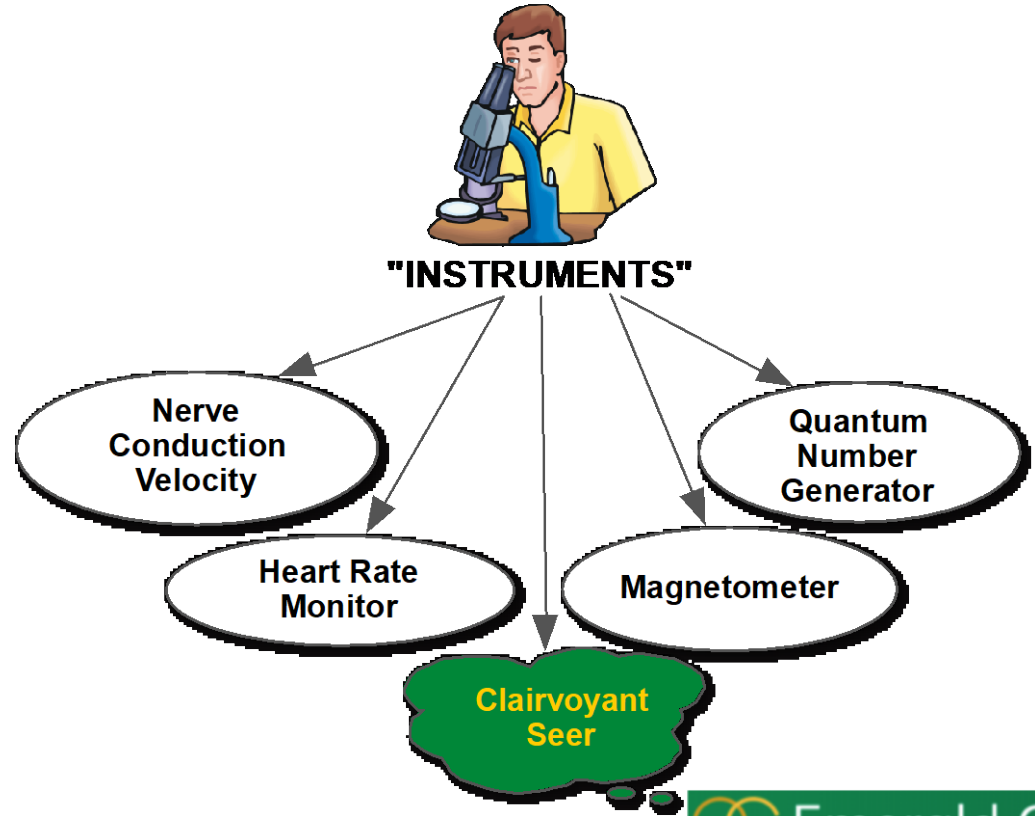 "INSTRUMENTS"
Nerve
Conduction
Velocity
Quantum
Number
Generator
Heart Rate
Monitor
Magnetometer
Clairvoyant
Seer